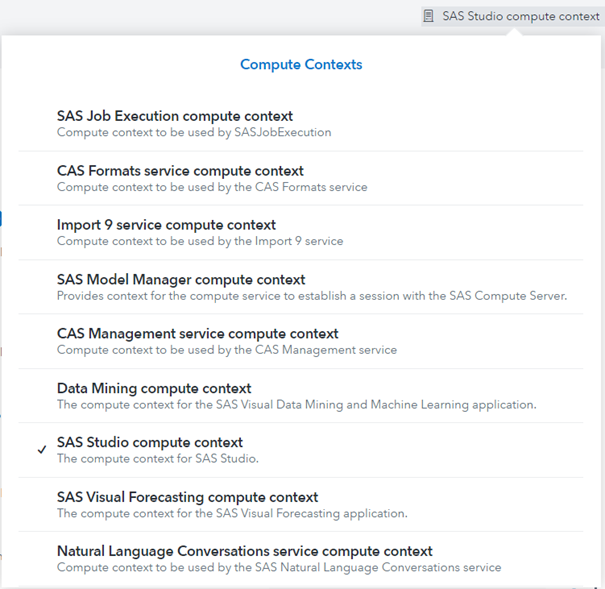 SAS Studio compute context
Compute Contexts
SAS Job Execution compute context
Compute context to be used by SASJobExecution
CAS Formats service compute context
Compute context to be used by the CAS Formats service
Import 9 service compute context
Compute context to be used by the Import 9 service
SAS Model Manager compute context
Provides context for the compute service to establish a session with the SAS Compute Server.
CAS Management service compute context
Compute context to be used by the CAS Management service
Data Mining compute context
The compute context for the SAS Visual Data Mining and Machine Learning application.
SAS Studio compute context
The compute context for SAS Studio.
SAS Visual Forecasting compute context
The compute context for the SAS Visual Forecasting application.
Natural Language Conversations service compute context
Compute context to be used by the SAS Natural Language Conversations service